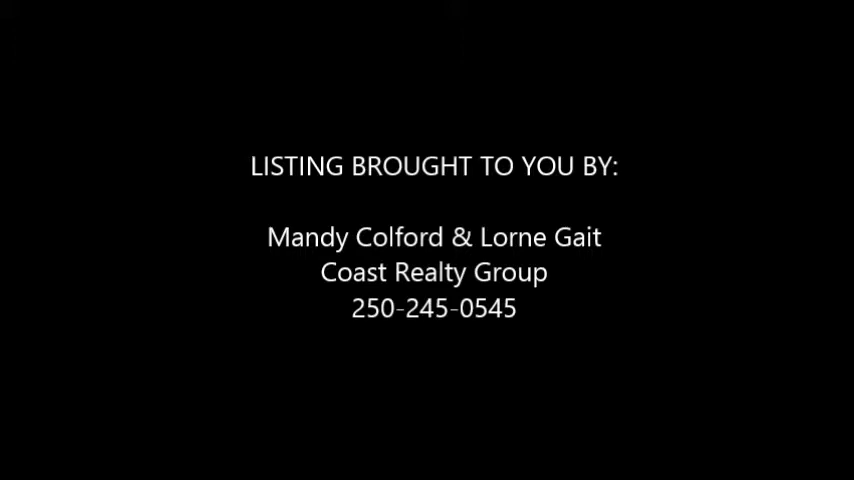 LISTING BROUGHT TO YOU BY:
Mandy Colford & Lorne Gait
Coast Realty Group
250-245-0545